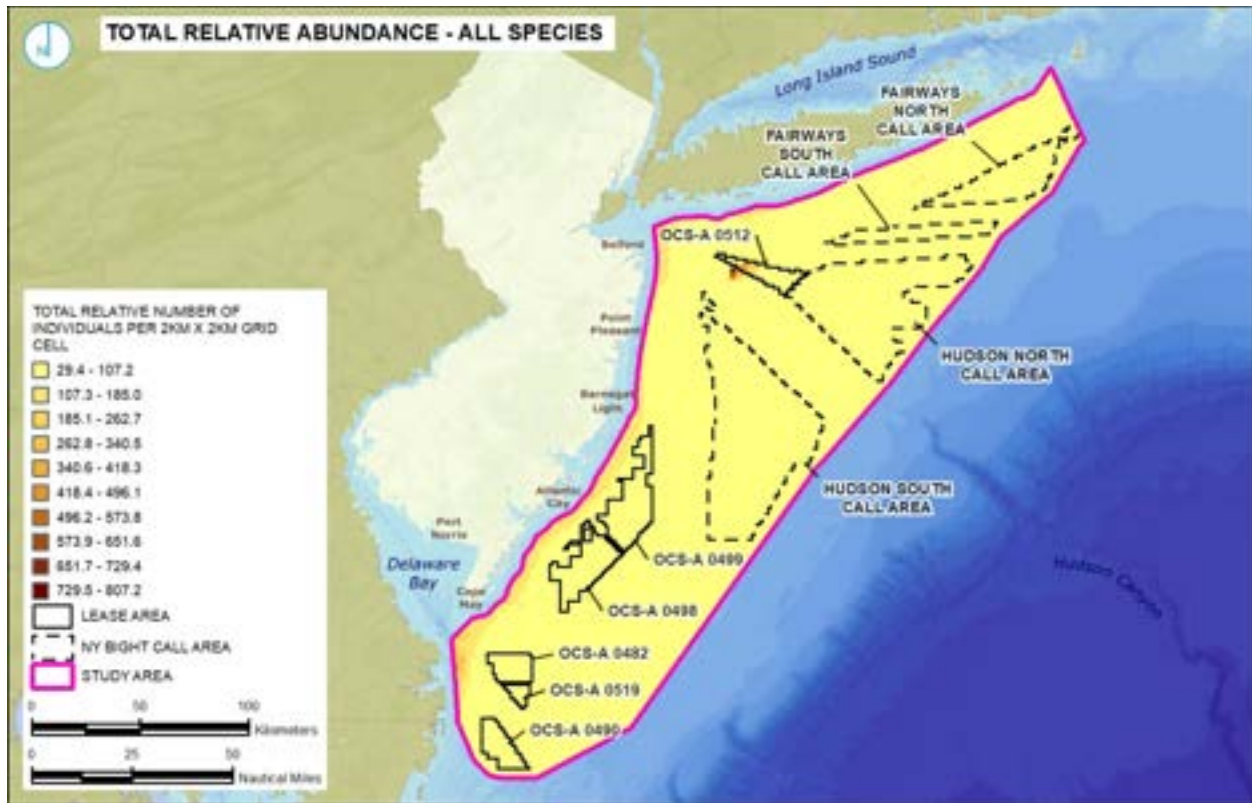 N
TOTAL RELATIVE ABUNDANCE - ALL SPECIES
Long Island Sound
FAIRWAYS
NORTH
CALL AREA
FAIRWAYS
SOUTH
CALL AREA
OCS-A 0512
Belford
Point
Pleasant
HUDSON NORTH
CALL AREA
Barnegat
Light
HUDSON SOUTH
CALL AREA
Atlantic
City
Port
Norris
Delaware
Bay
Cape
May
OCS-A 0499
OCS-A 0498
OCS-A 0482
OCS-A 0519
OCS-A 0490
Hudson Canyon
TOTAL RELATIVE NUMBER OF
INDIVIDUALS PER 2KM X 2KM GRID
CELL
29.4 - 107.2
107.3 - 185.0
185.1 - 262.7
262.8 - 340.5
340.6 - 418.3
418.4 - 496.1
496.2 - 573.8
573.9 - 651.6
651.7 - 729.4
729.5 - 807.2
LEASE AREA
NY BIGHT CALL AREA
STUDY AREA
0 50 100
Kilometers
0 25 50
Nautical Miles